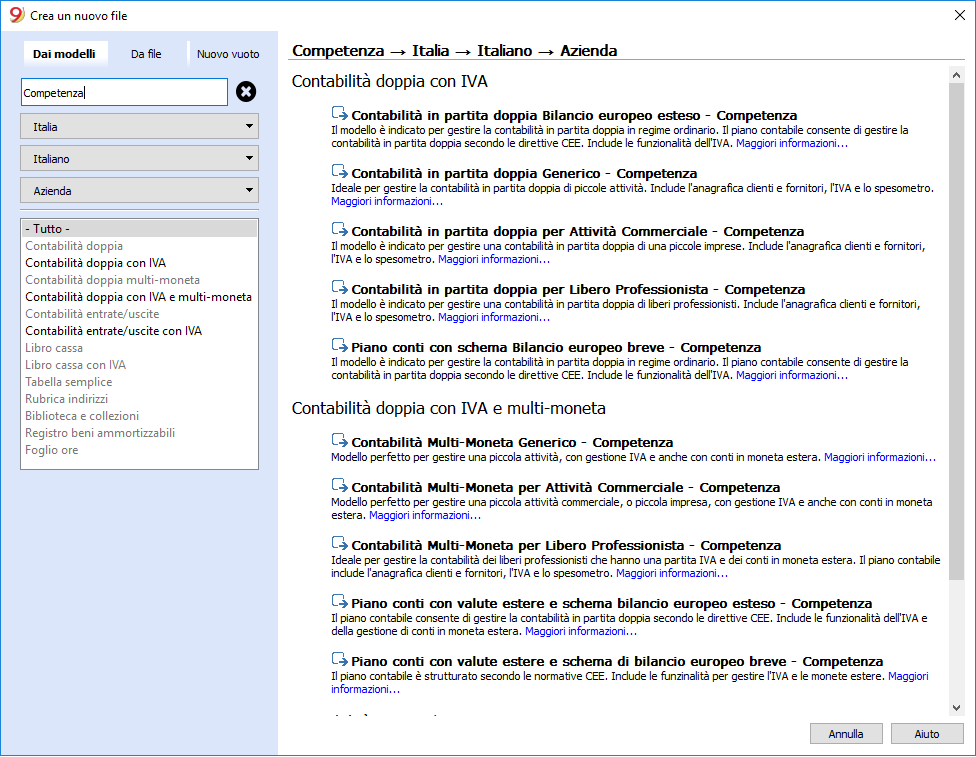 9 Crea un nuovo file
Dai modelli
Da file
Nuovo vuoto
Competenza
Italia
Italiano
Azienda
- Tutto -
Contabilità doppia
Contabilità doppia con IVA
Contabilità doppia multi-moneta
Contabilità doppia con IVA e multi-moneta
Contabilità entrate/uscite
Contabilità entrate/uscite con IVA
Libro cassa
Libro cassa con IVA
Tabella semplice
Rubrica indirizzi
Biblioteca e collezioni
Registro beni ammortizzabili
Foglio ore
Competenza → Italia → Italiano → Azienda
Contabilità doppia con IVA
Contabilità in partita doppia Bilancio europeo esteso - Competenza
Il modello è indicato per gestire la contabilità in partita doppia in regime ordinario. Il piano contabile consente di gestire la
contabilità in partita doppia secondo le direttive CEE. Include le funzionalità dell'IVA. Maggiori informazioni...
Contabilità in partita doppia Generico - Competenza
Ideale per gestire la contabilità in partita doppia di piccole attività. Include l'anagrafica clienti e fornitori, l'IVA e lo spesometro.
Maggiori informazioni...
Contabilità in partita doppia per Attività Commerciale - Competenza
Il modello è indicato per gestire una contabilità in partita doppia di una piccole imprese. Include l'anagrafica clienti e fornitori,
l'IVA e lo spesometro. Maggiori informazioni...
Contabilità in partita doppia per Libero Professionista - Competenza
Il modello è indicato per gestire una contabilità in partita doppia di liberi professionisti. Include l'anagrafica clienti e fornitori,
l'IVA e lo spesometro. Maggiori informazioni...
Piano conti con schema Bilancio europeo breve - Competenza
Il modello è indicato per gestire la contabilità in partita doppia in regime ordinario. Il piano contabile consente di gestire la
contabilità in partita doppia secondo le direttive CEE. Include le funzionalità dell'IVA. Maggiori informazioni...
Contabilità doppia con IVA e multi-moneta
Contabilità Multi-Moneta Generico - Competenza
Modello perfetto per gestire una piccola attività, con gestione IVA e anche con conti in moneta estera. Maggiori informazioni...
Contabilità Multi-Moneta per Attività Commerciale - Competenza
Modello perfetto per gestire una piccola attività commerciale, o piccola impresa, con gestione IVA e anche con conti in moneta
estera. Maggiori informazioni...
Contabilità Multi-Moneta per Libero Professionista - Competenza
Ideale per gestire la contabilità dei liberi professionisti che hanno una partita IVA e dei conti in moneta estera. Il piano contabile
include l'anagrafica clienti e fornitori, l'IVA e lo spesometro. Maggiori informazioni...
Piano conti con valute estere e schema bilancio europeo esteso - Competenza
Il piano contabile consente di gestire la contabilità in partita doppia secondo le direttive CEE. Include le funzionalità dell'IVA e
della gestione di conti in moneta estera. Maggiori informazioni...
Piano conti con valute estere e schema di bilancio europeo breve - Competenza
Il piano contabile è strutturato secondo le normative CEE. Include le funzinalità per gestire l'IVA e le monete estere. Maggiori
informazioni...
Annulla
Aiuto